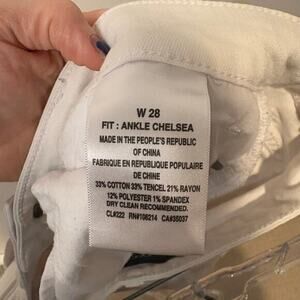 W 28
FIT : ANKLE CHELSEA
MADE IN THE PEOPLE'S REPUBLIC
OF CHINA
FABRIQUE EN REPUBLIQUE POPULAIRE
DE CHINE
33% COTTON 33% TENCEL 21% RAYON
12% POLYESTER 1% SPANDEX
DRY CLEAN RECOMMENDED.
CL#222 RN#106214 CA#35037